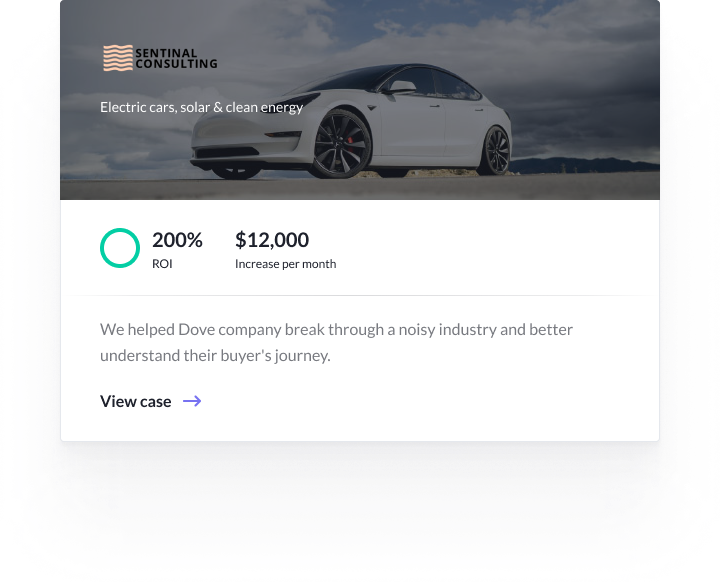 SENTINAL
CONSULTING
Electric cars, solar & clean energy
200%
ROI
$12,000
Increase per month
We helped Dove company break through a noisy industry and better
understand their buyer's journey.
View case